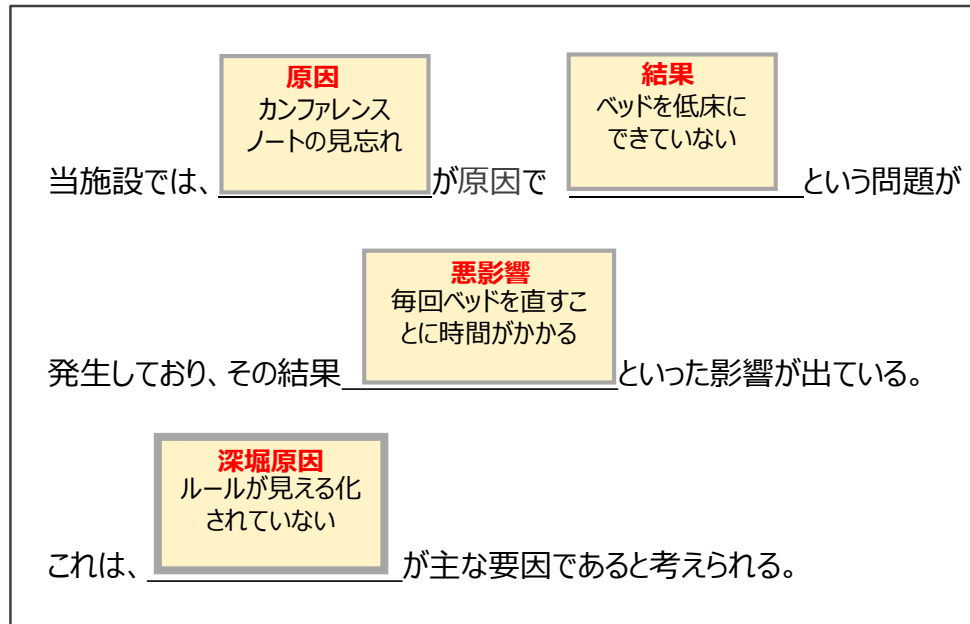 原因
カンファレンス
ノートの見忘れ
結果
ベッドを低床に
できていない
当施設では、 が原因で という問題が
悪影響
毎回ベッドを直すこ
とに時間がかかる
発生しており、その結果 といった影響が出ている。
深堀原因
ルールが見える化
されていない
これは、 が主な要因であると考えられる。